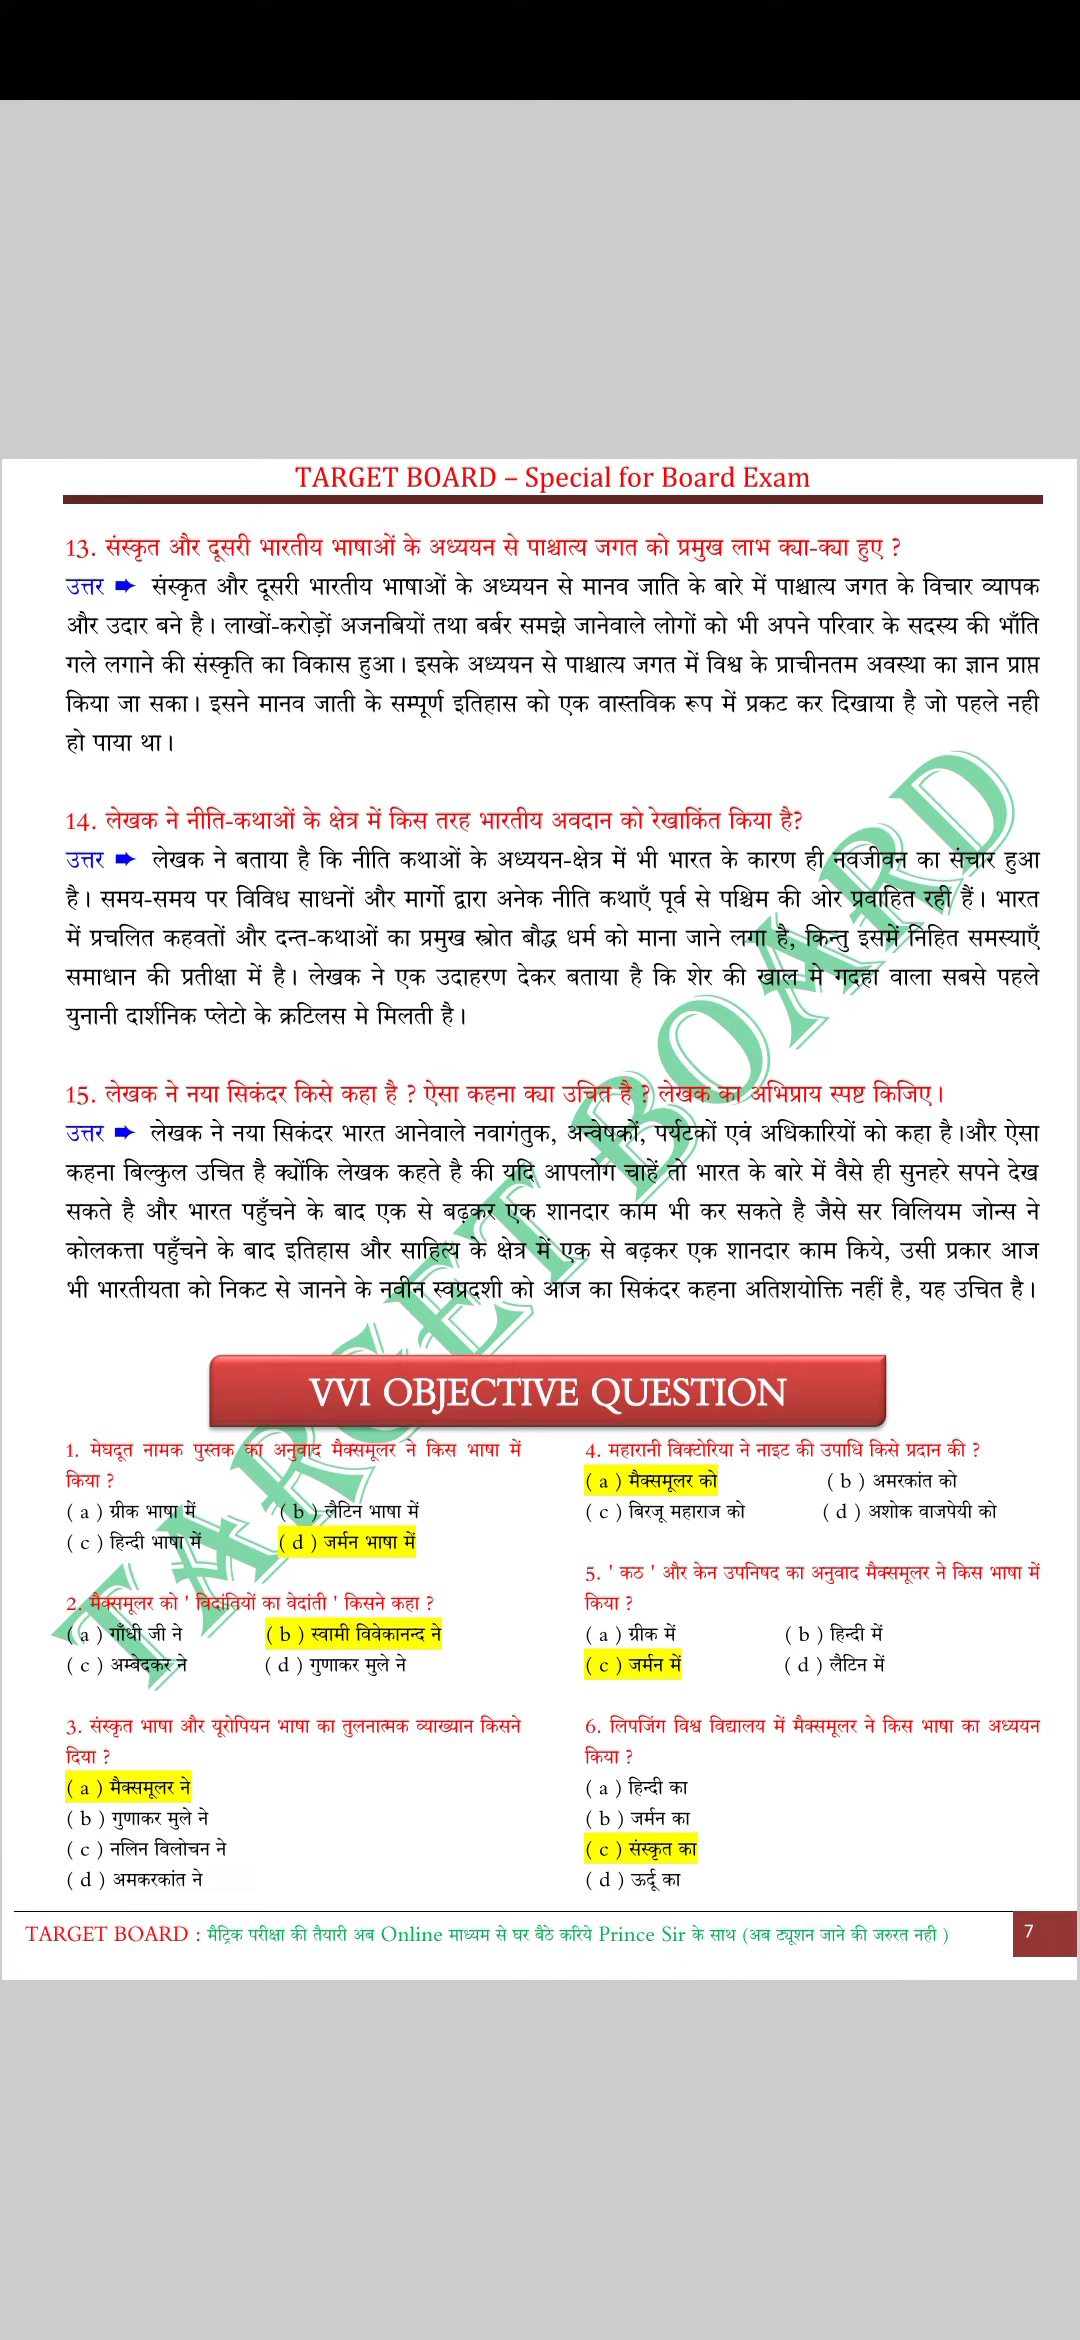 TARGET BOARD – Special for Board Exam
13. संस्कृत और दूसरी भारतीय भाषाओं के अध्ययन से पाश्चात्य जगत को प्रमुख लाभ क्या-क्या हुए ?
उत्तर ➡ संस्कृत और दूसरी भारतीय भाषाओं के अध्ययन से मानव जाति के बारे में पाश्चात्य जगत के विचार व्यापक
और उदार बने है। लाखों-करोड़ों अजनबियों तथा बर्बर समझे जानेवाले लोगों को भी अपने परिवार के सदस्य की भाँति
गले लगाने की संस्कृति का विकास हुआ। इसके अध्ययन से पाश्चात्य जगत में विश्व के प्राचीनतम अवस्था का ज्ञान प्राप्त
किया जा सका। इसने मानव जाती के सम्पूर्ण इतिहास को एक वास्तविक रूप में प्रकट कर दिखाया है जो पहले नही
हो पाया था।
14. लेखक ने नीति-कथाओं के क्षेत्र में किस तरह भारतीय अवदान को रेखाकिंत किया है?
उत्तर ➡ लेखक ने बताया है कि नीति कथाओं के अध्ययन-क्षेत्र में भी भारत के कारण ही नवजीवन का संचार हुआ
है। समय-समय पर विविध साधनों और मार्गो द्वारा अनेक नीति कथाएँ पूर्व से पश्चिम की ओर प्रवाहित रही हैं। भारत
में प्रचलित कहवतों और दन्त-कथाओं का प्रमुख स्त्रोत बौद्ध धर्म को माना जाने लगा है, किन्तु इसमें निहित समस्याएँ
समाधान की प्रतीक्षा में है। लेखक ने एक उदाहरण देकर बताया है कि शेर की खाल मे गदहा वाला सबसे पहले
युनानी दार्शनिक प्लेटो के क्रटिलस मे मिलती है।
15. लेखक ने नया सिकंदर किसे कहा है ? ऐसा कहना क्या उचित है ? लेखक का अभिप्राय स्पष्ट किजिए।
उत्तर ➡ लेखक ने नया सिकंदर भारत आनेवाले नवागंतुक, अन्वेषकों, पर्यटकों एवं अधिकारियों को कहा है।और ऐसा
कहना बिल्कुल उचित है क्योंकि लेखक कहते है की यदि आपलोग चाहें तो भारत के बारे में वैसे ही सुनहरे सपने देख
सकते है और भारत पहुँचने के बाद एक से बढ़कर एक शानदार काम भी कर सकते है जैसे सर विलियम जोन्स ने
कोलकत्ता पहुँचने के बाद इतिहास और साहित्य के क्षेत्र में एक से बढ़कर एक शानदार काम किये, उसी प्रकार आज
भी भारतीयता को निकट से जानने के नवीन स्वप्रदशी को आज का सिकंदर कहना अतिशयोक्ति नहीं है, यह उचित है।
TARGET BOARD
VVI OBJECTIVE QUESTION
1. मेघदूत नामक पुस्तक का अनुवाद मैक्समूलर ने किस भाषा में
किया ?
( a ) ग्रीक भाषा में ( b ) लैटिन भाषा में
( c ) हिन्दी भाषा में ( d ) जर्मन भाषा में
2. मैक्समूलर को ' विदांतियों का वेदांती ' किसने कहा ?
( a ) गाँधी जी ने ( b ) स्वामी विवेकानन्द ने
( c ) अम्बेदकर ने ( d ) गुणाकर मुले ने
3. संस्कृत भाषा और यूरोपियन भाषा का तुलनात्मक व्याख्यान किसने
दिया ?
( a ) मैक्समूलर ने
( b ) गुणाकर मुले ने
( c ) नलिन विलोचन ने
( d ) अमकरकांत ने
4. महारानी विक्टोरिया ने नाइट की उपाधि किसे प्रदान की ?
( a ) मैक्समूलर को ( b ) अमरकांत को
( c ) बिरजू महाराज को ( d ) अशोक वाजपेयी को
5. ' कठ ' और केन उपनिषद का अनुवाद मैक्समूलर ने किस भाषा में
किया ?
( a ) ग्रीक में ( b ) हिन्दी में
( c ) जर्मन में ( d ) लैटिन में
6. लिपजिंग विश्व विद्यालय में मैक्समूलर ने किस भाषा का अध्ययन
किया ?
( a ) हिन्दी का
( b ) जर्मन का
( c ) संस्कृत का
( d ) ऊर्दू का
TARGET BOARD : मैट्रिक परीक्षा की तैयारी अब Online माध्यम से घर बैठे करिये Prince Sir के साथ (अब ट्यूशन जाने की जरुरत नही ) 7